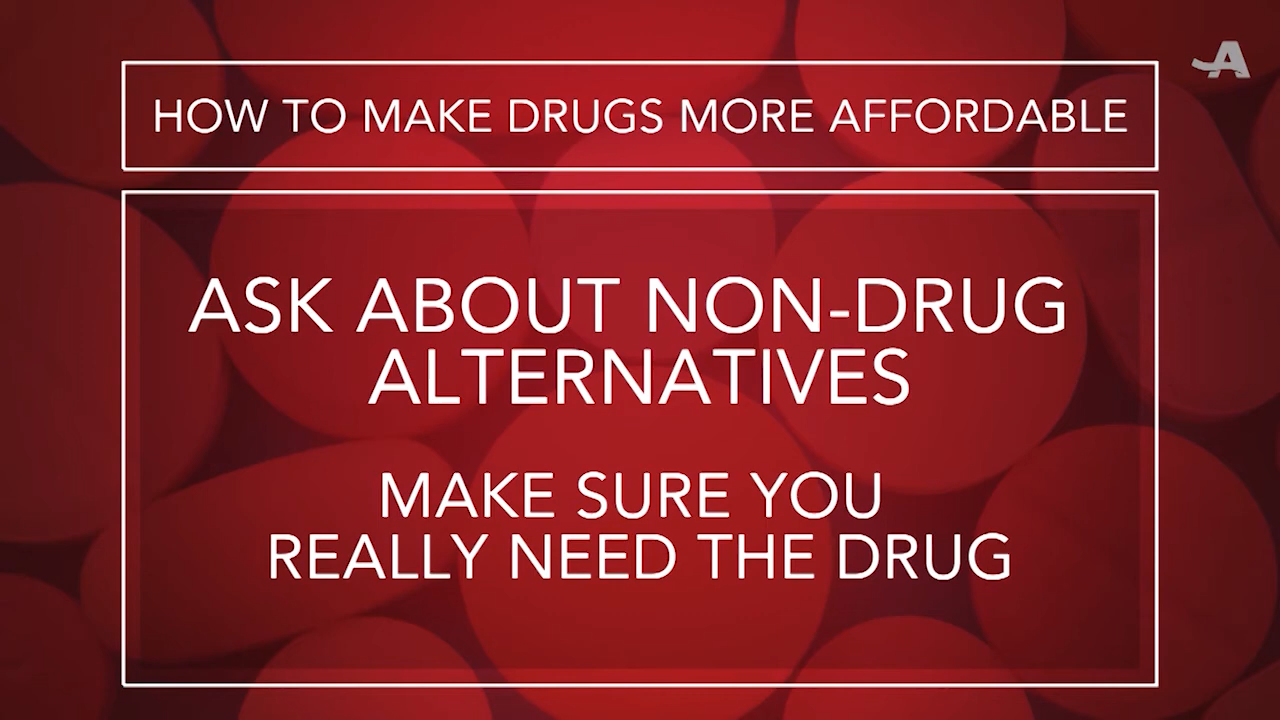 HOW TO MAKE DRUGS MORE AFFORDABLE
ASK ABOUT NON-DRUG
ALTERNATIVES
MAKE SURE YOU
REALLY NEED THE DRUG